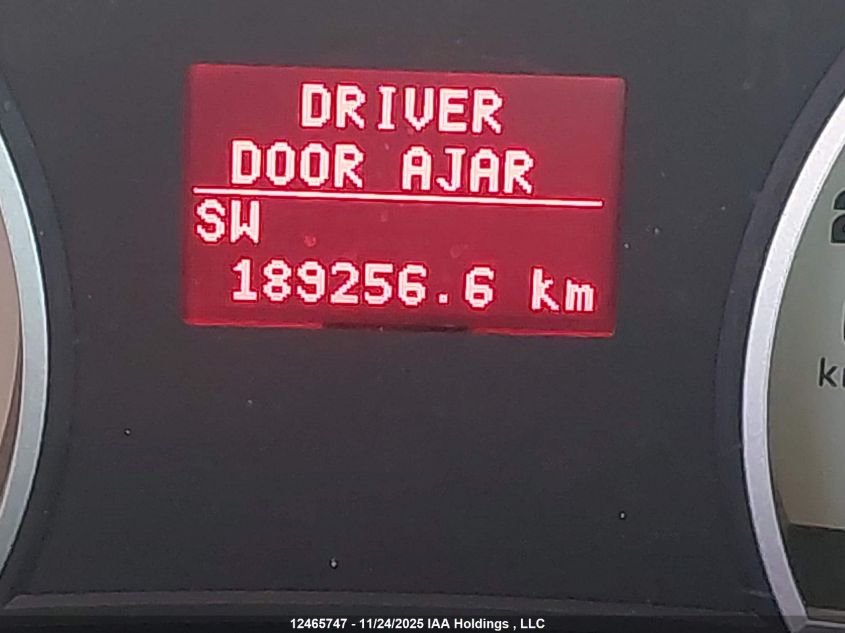 DRIVER
DOOR AJAR
SW
189256.6 km
12465747 - 11/24/2025 IAA Holdings , LLC